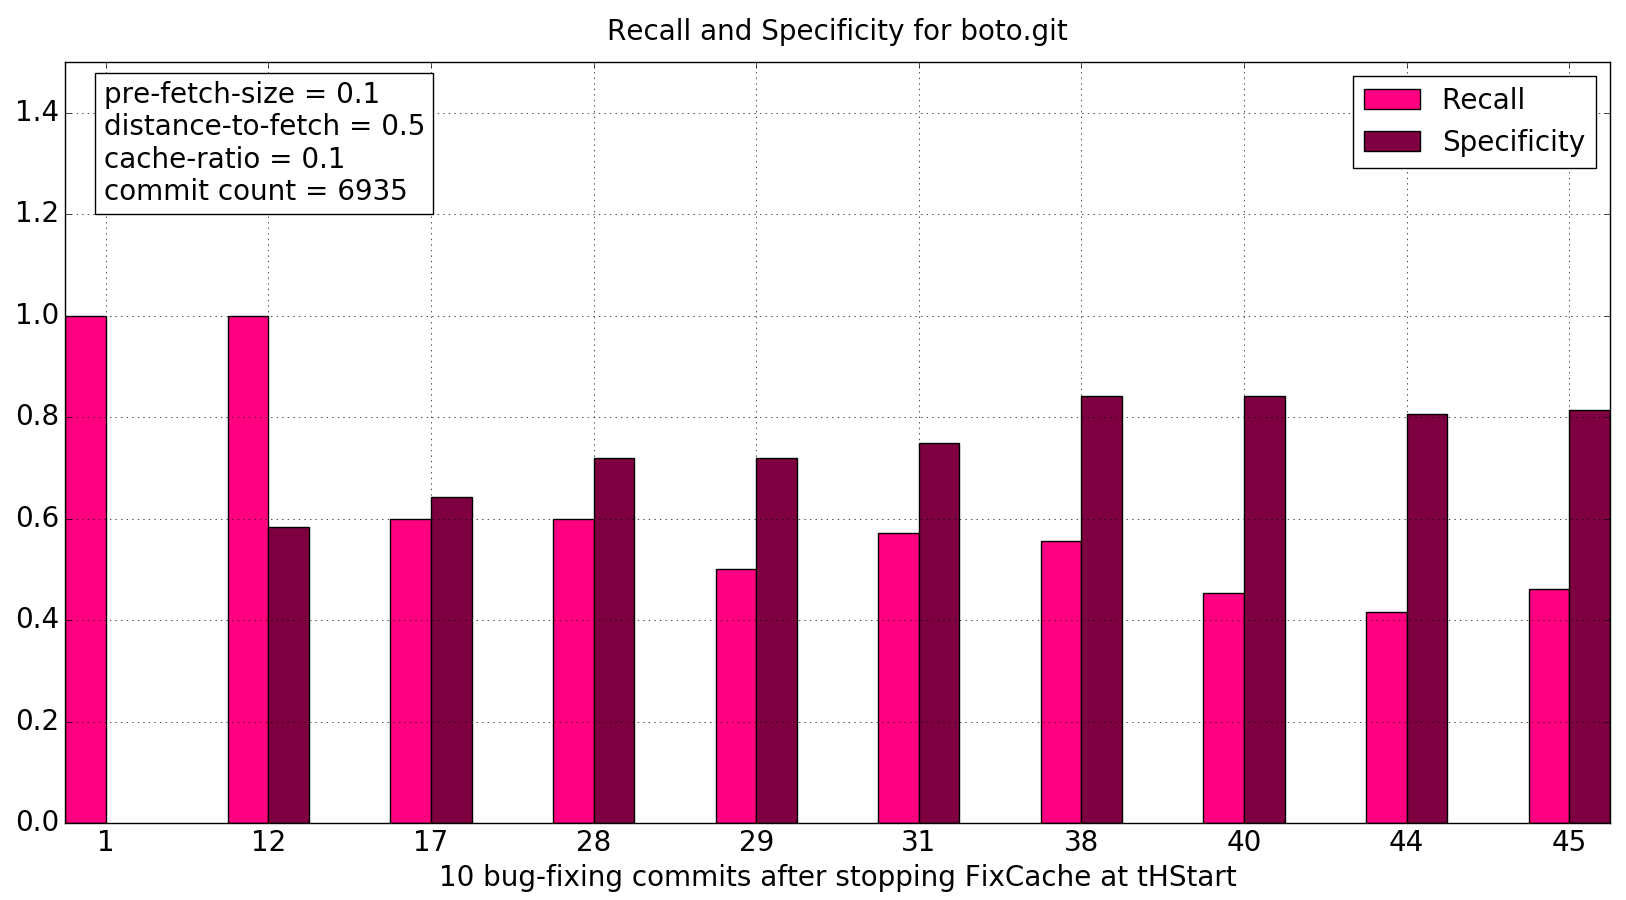 Recall and Specificity for boto.git
pre-fetch-size = 0.1
distance-to-fetch = 0.5
cache-ratio = 0.1
commit count = 6935
Recall
Specificity
1.4
1.2
1.0
0.8
0.6
0.4
0.2
0.0
1 12 17 28 29 31 38 40 44 45
10 bug-fixing commits after stopping FixCache at tHStart